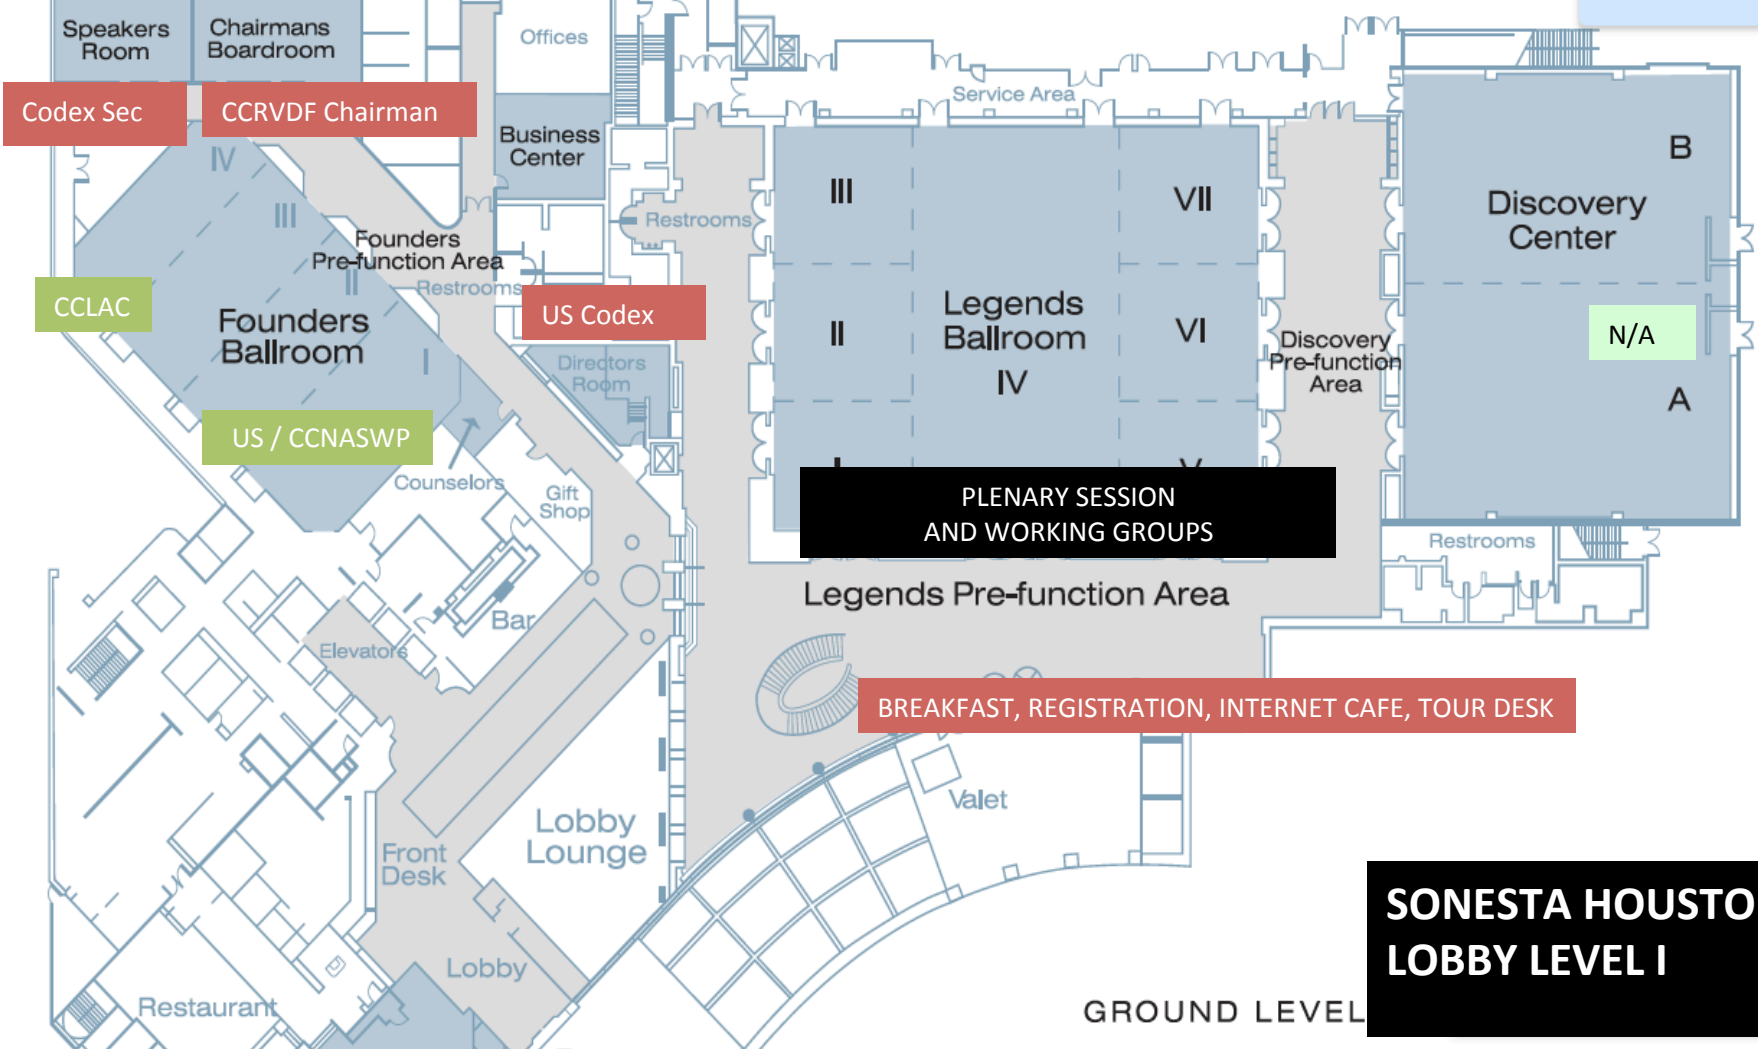 Speakers
Room
Chairmans
Boardroom
Offices
Codex Sec
CCRVDF Chairman
Business
Center
Service Area
IV
III
II
I
Founders
Pre-function Area
Restrooms
Restrooms
CCLAC
Founders
Ballroom
US Codex
Directors
Room
US / CCNASWP
Counselors
Gift
Shop
III
II
VII
VI
V
Legends
Ballroom
IV
Discovery
Pre-function
Area
B
Discovery
Center
N/A
A
PLENARY SESSION
AND WORKING GROUPS
Restrooms
Legends Pre-function Area
Bar
Elevators
BREAKFAST, REGISTRATION, INTERNET CAFE, TOUR DESK
Valet
Lobby
Lounge
Front
Desk
Lobby
Restaurant
SONESTA HOUSTO
LOBBY LEVEL I
GROUND LEVEL